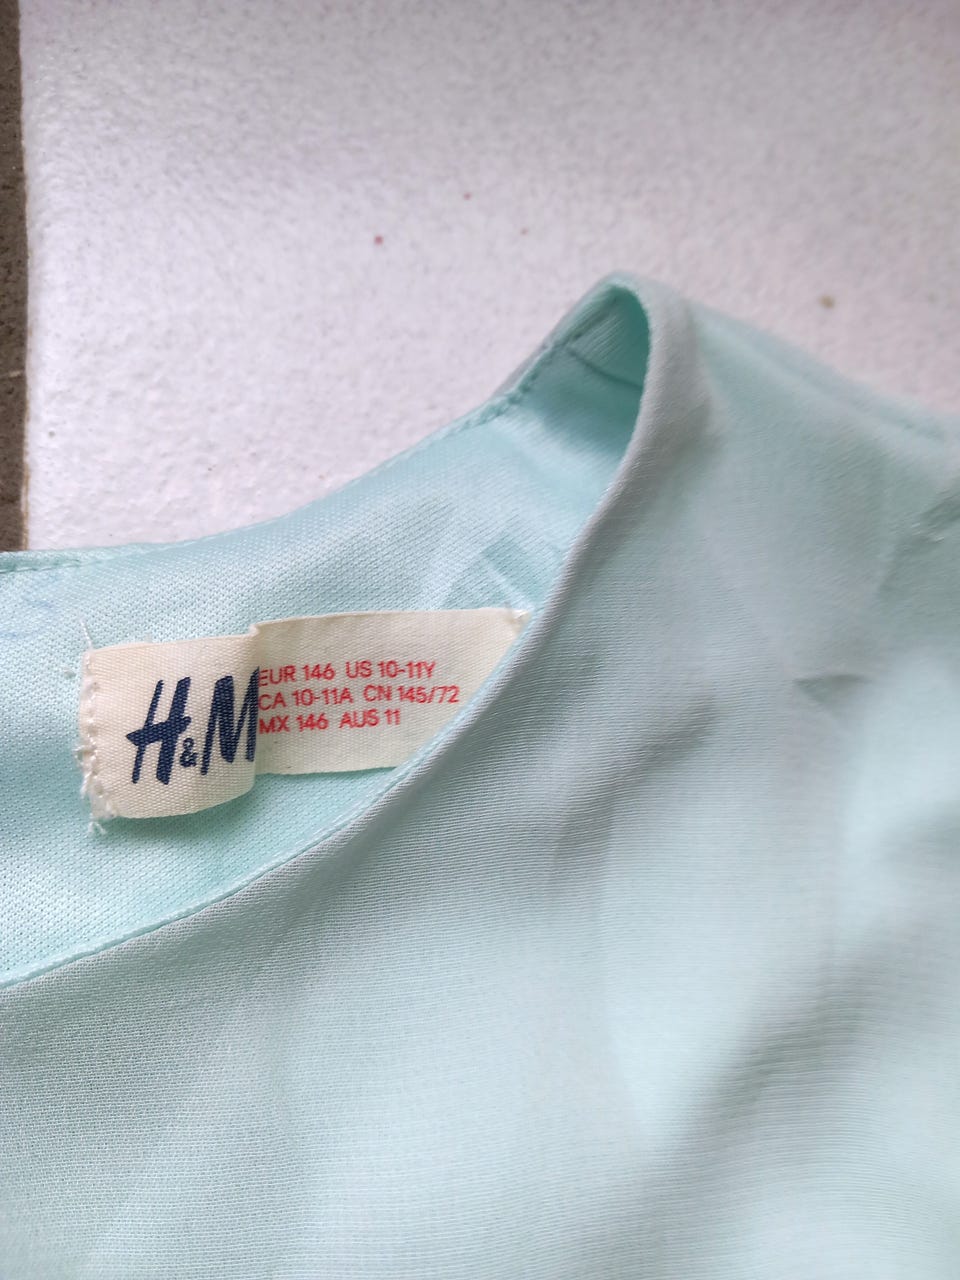 H&M
EUR 146 US 10-11Y
CA 10-11A CN 145/72
MX 146 AUS 11